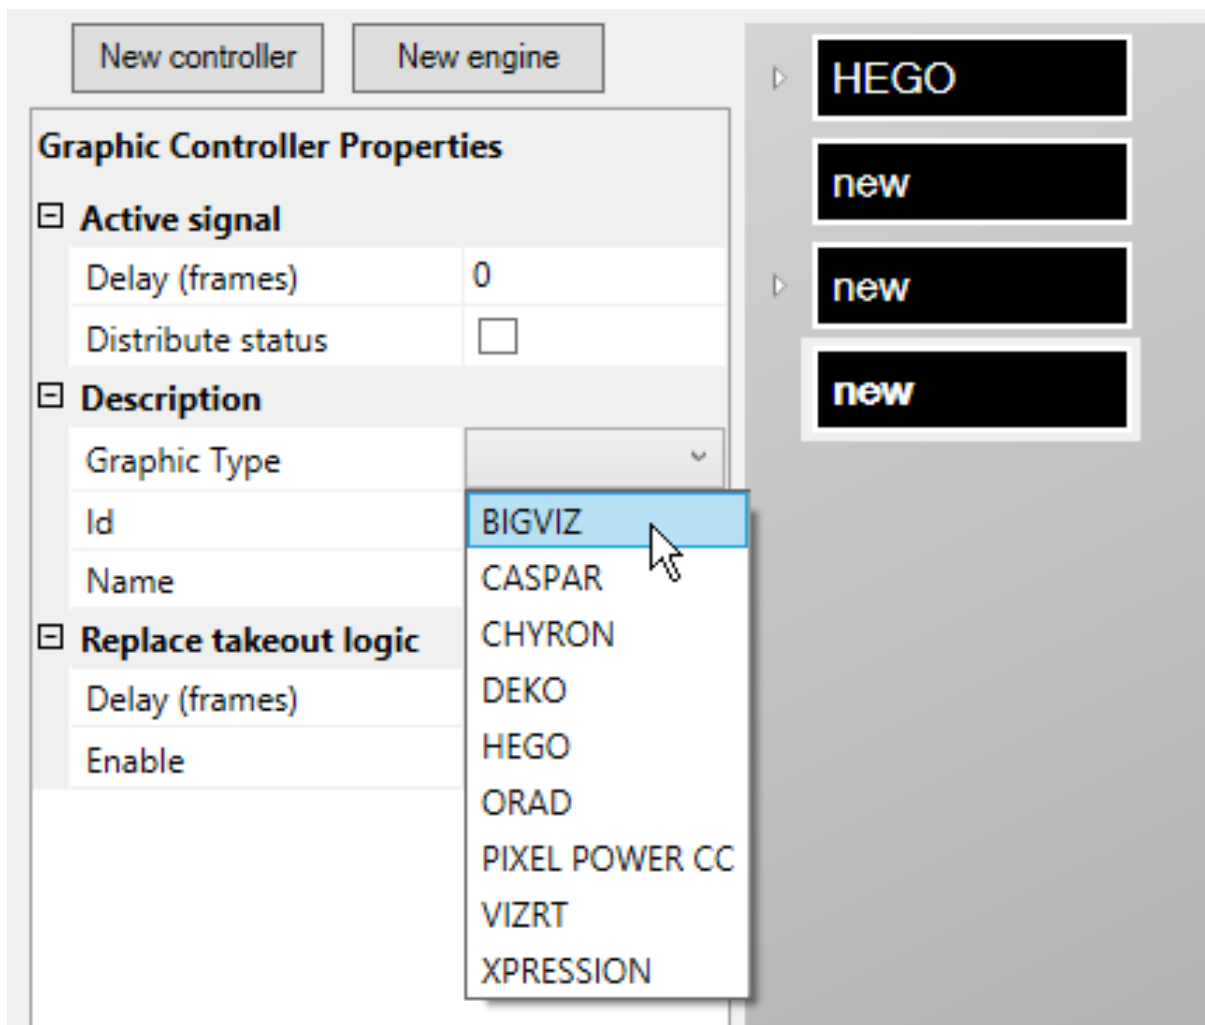 New controller
New engine
Graphic Controller Properties
Active signal
Delay (frames) 0
Distribute status
Description
Graphic Type
Id
Name
Replace takeout logic
Delay (frames)
Enable
BIGVIZ
CASPAR
CHYRON
DEKO
HEGO
ORAD
PIXEL POWER CC
VIZRT
XPRESSION
HEGO
new
new
new